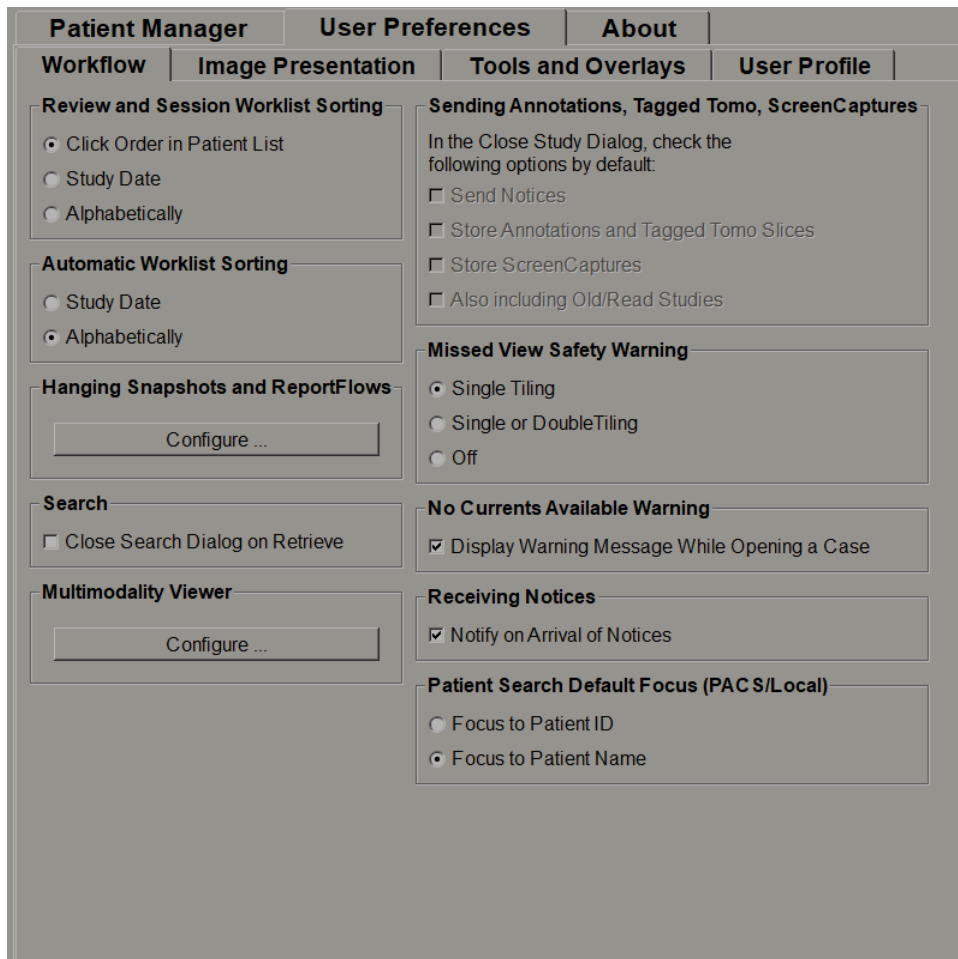 Patient Manager
User Preferences
About
Workflow
Image Presentation
Tools and Overlays
User Profile
Review and Session Worklist Sorting
Click Order in Patient List
Study Date
Alphabetically
Automatic Worklist Sorting
Study Date
Alphabetically
Hanging Snapshots and ReportFlows
Configure ...
Search
Close Search Dialog on Retrieve
Multimodality Viewer
Configure ...
Sending Annotations, Tagged Tomo, ScreenCaptures
In the Close Study Dialog, check the
following options by default:
Send Notices
Store Annotations and Tagged Tomo Slices
Store ScreenCaptures
Also including Old/Read Studies
Missed View Safety Warning
Single Tiling
Single or DoubleTiling
Off
No Currents Available Warning
Display Warning Message While Opening a Case
Receiving Notices
Notify on Arrival of Notices
Patient Search Default Focus (PACS/Local)
Focus to Patient ID
Focus to Patient Name